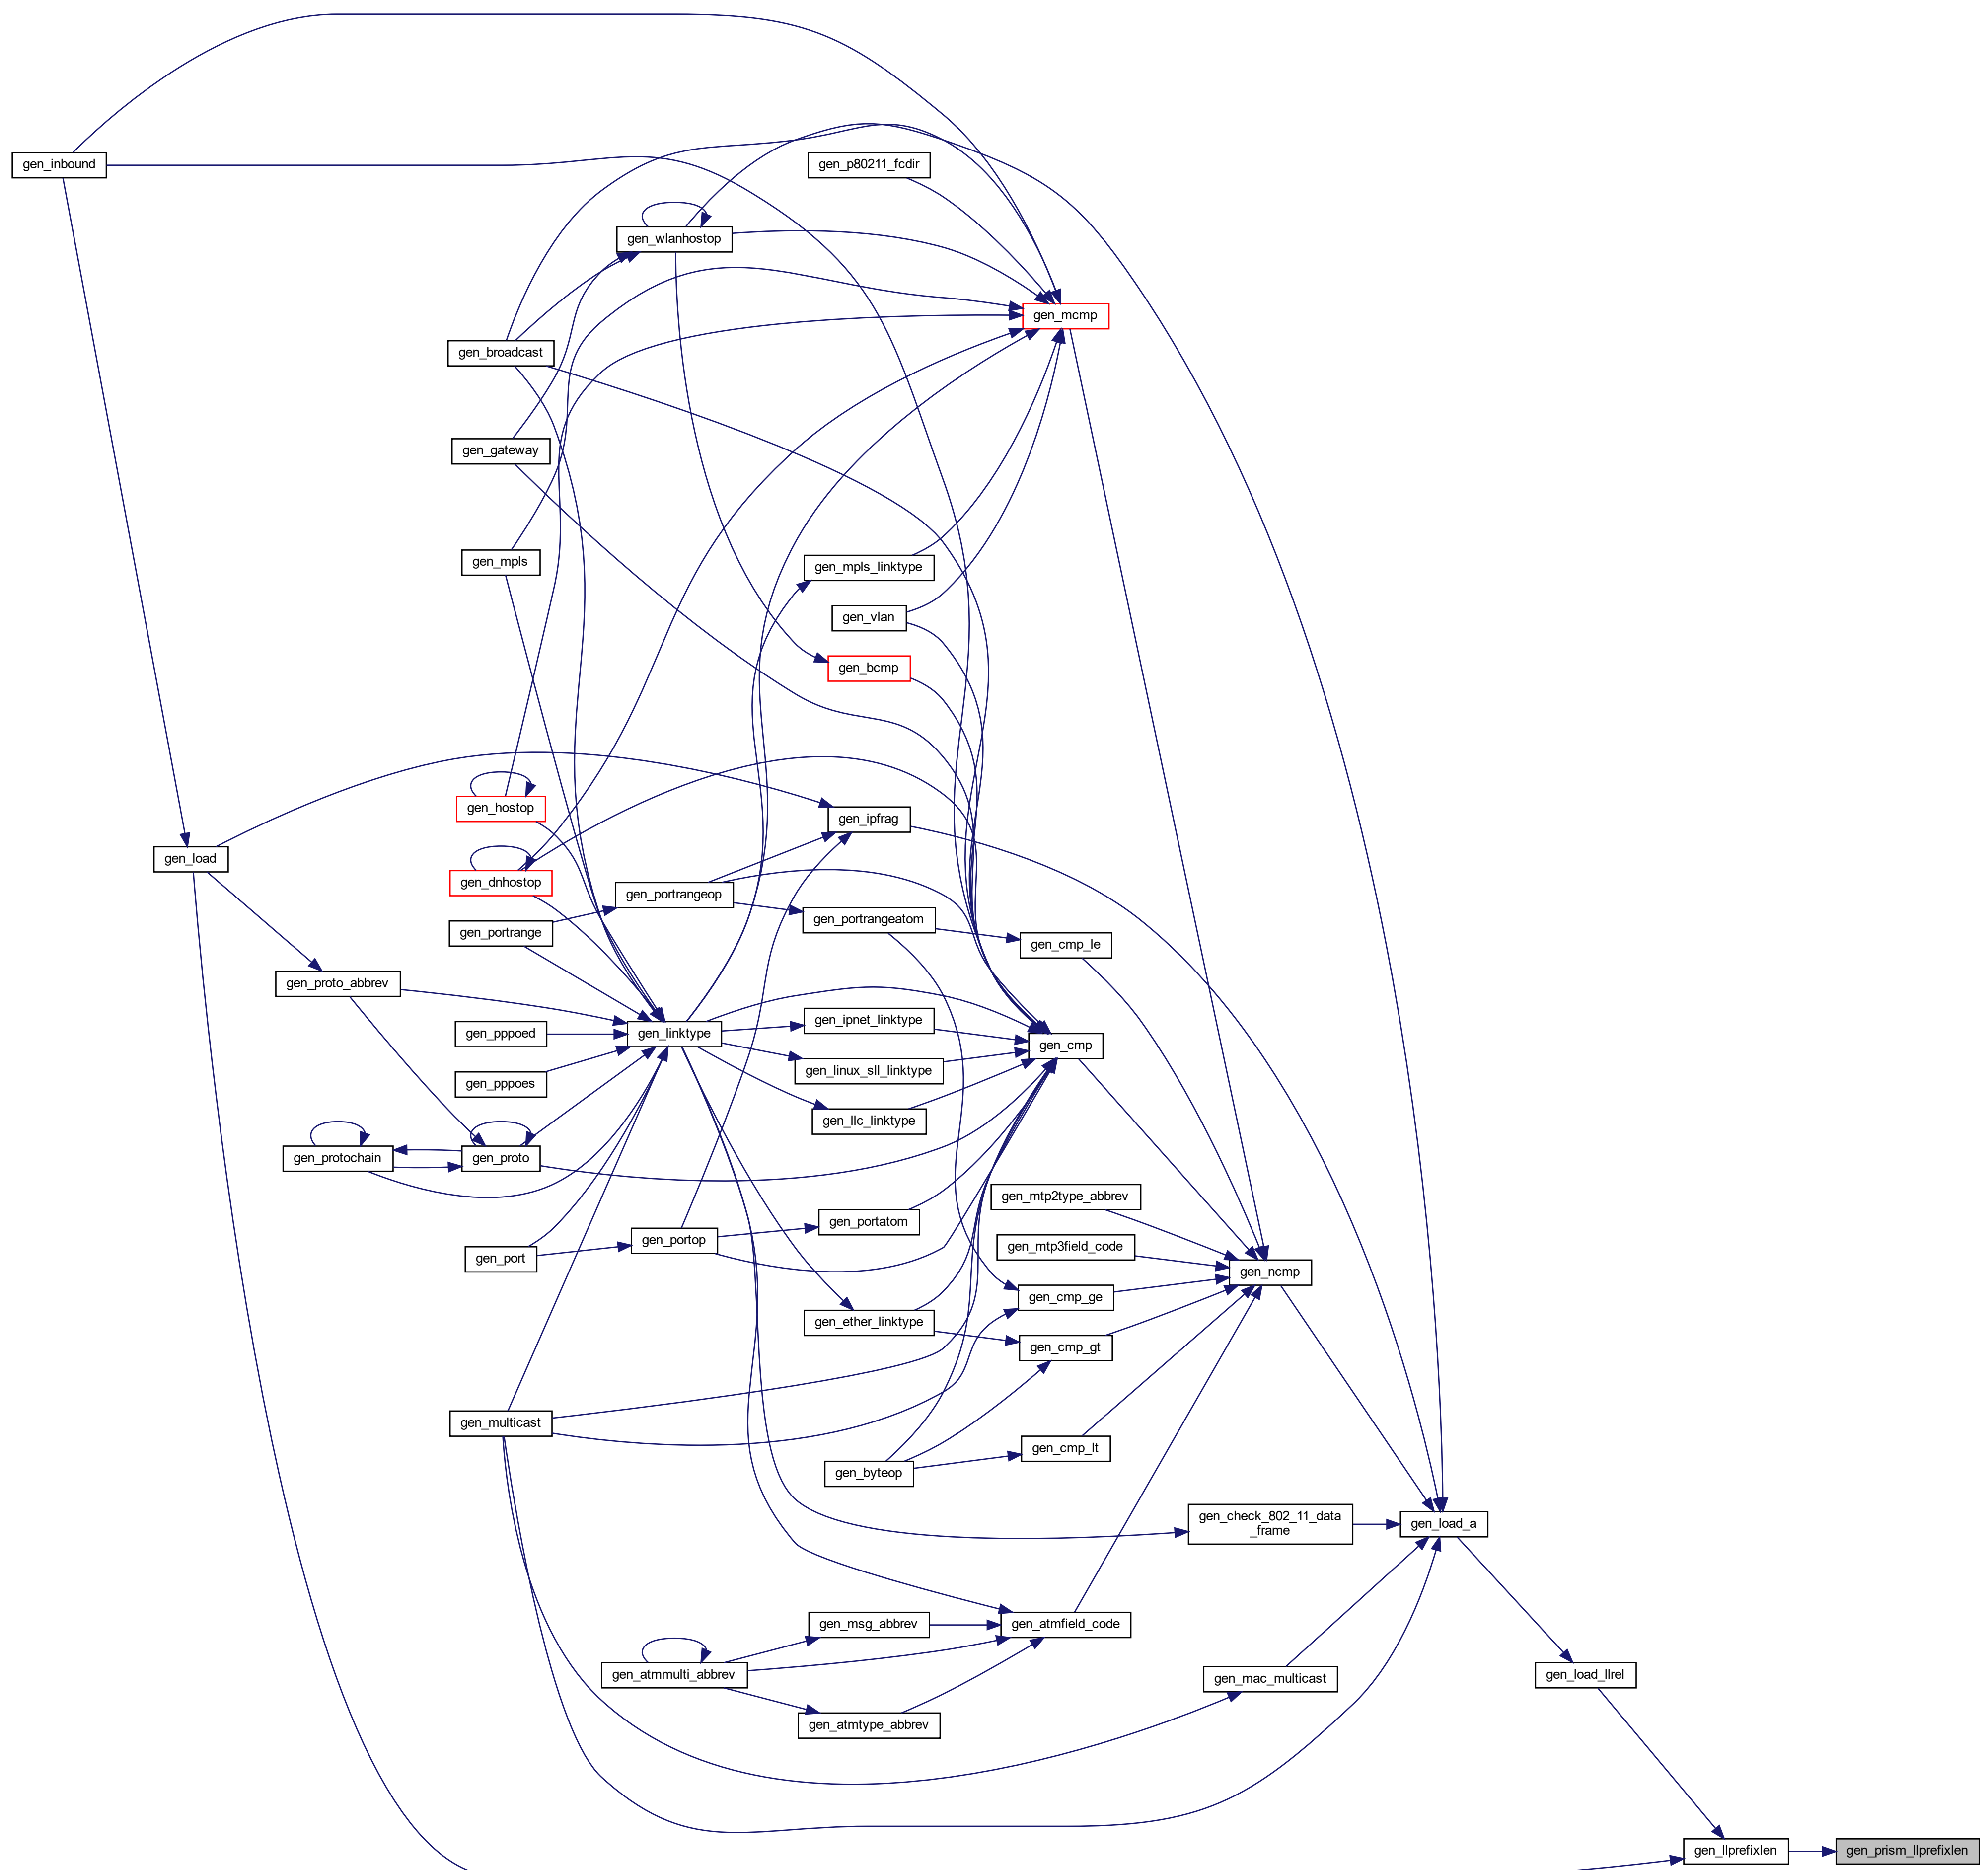 gen_inbound
gen_p80211_fcdir
gen_wlanhostop
gen_mcmp
gen_broadcast
gen_gateway
gen_mpls
gen_mpls_linktype
gen_vlan
gen_bcmp
gen_hostop
gen_ipfrag
gen_load
gen_dnhostop
gen_portrangeop
gen_portrangeatom
gen_portrange
gen_cmp_le
gen_proto_abbrev
gen_pppoed
gen_linktype
gen_ipnet_linktype
gen_cmp
gen_linux_sll_linktype
gen_pppoes
gen_llc_linktype
gen_protochain
gen_proto
gen_mtp2type_abbrev
gen_portatom
gen_portop
gen_mtp3field_code
gen_port
gen_ncmp
gen_cmp_ge
gen_ether_linktype
gen_cmp_gt
gen_multicast
gen_cmp_lt
gen_byteop
gen_check_802_11_data
_frame
gen_load_a
gen_msg_abbrev
gen_atmfield_code
gen_atmmulti_abbrev
gen_mac_multicast
gen_load_llrel
gen_atmtype_abbrev
gen_llprefixlen
gen_prism_llprefixlen